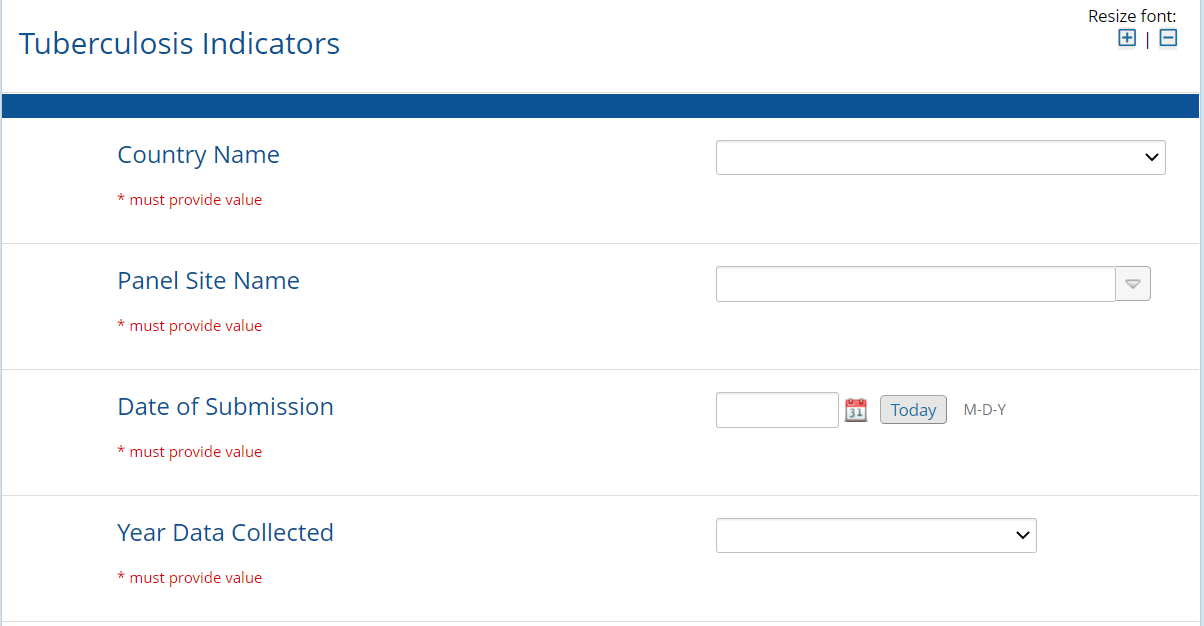 Resize font:
Tuberculosis Indicators
|
Country Name
* must provide value
Panel Site Name
* must provide value
Date of Submission
31
Today
M-D-Y
* must provide value
Year Data Collected
* must provide value